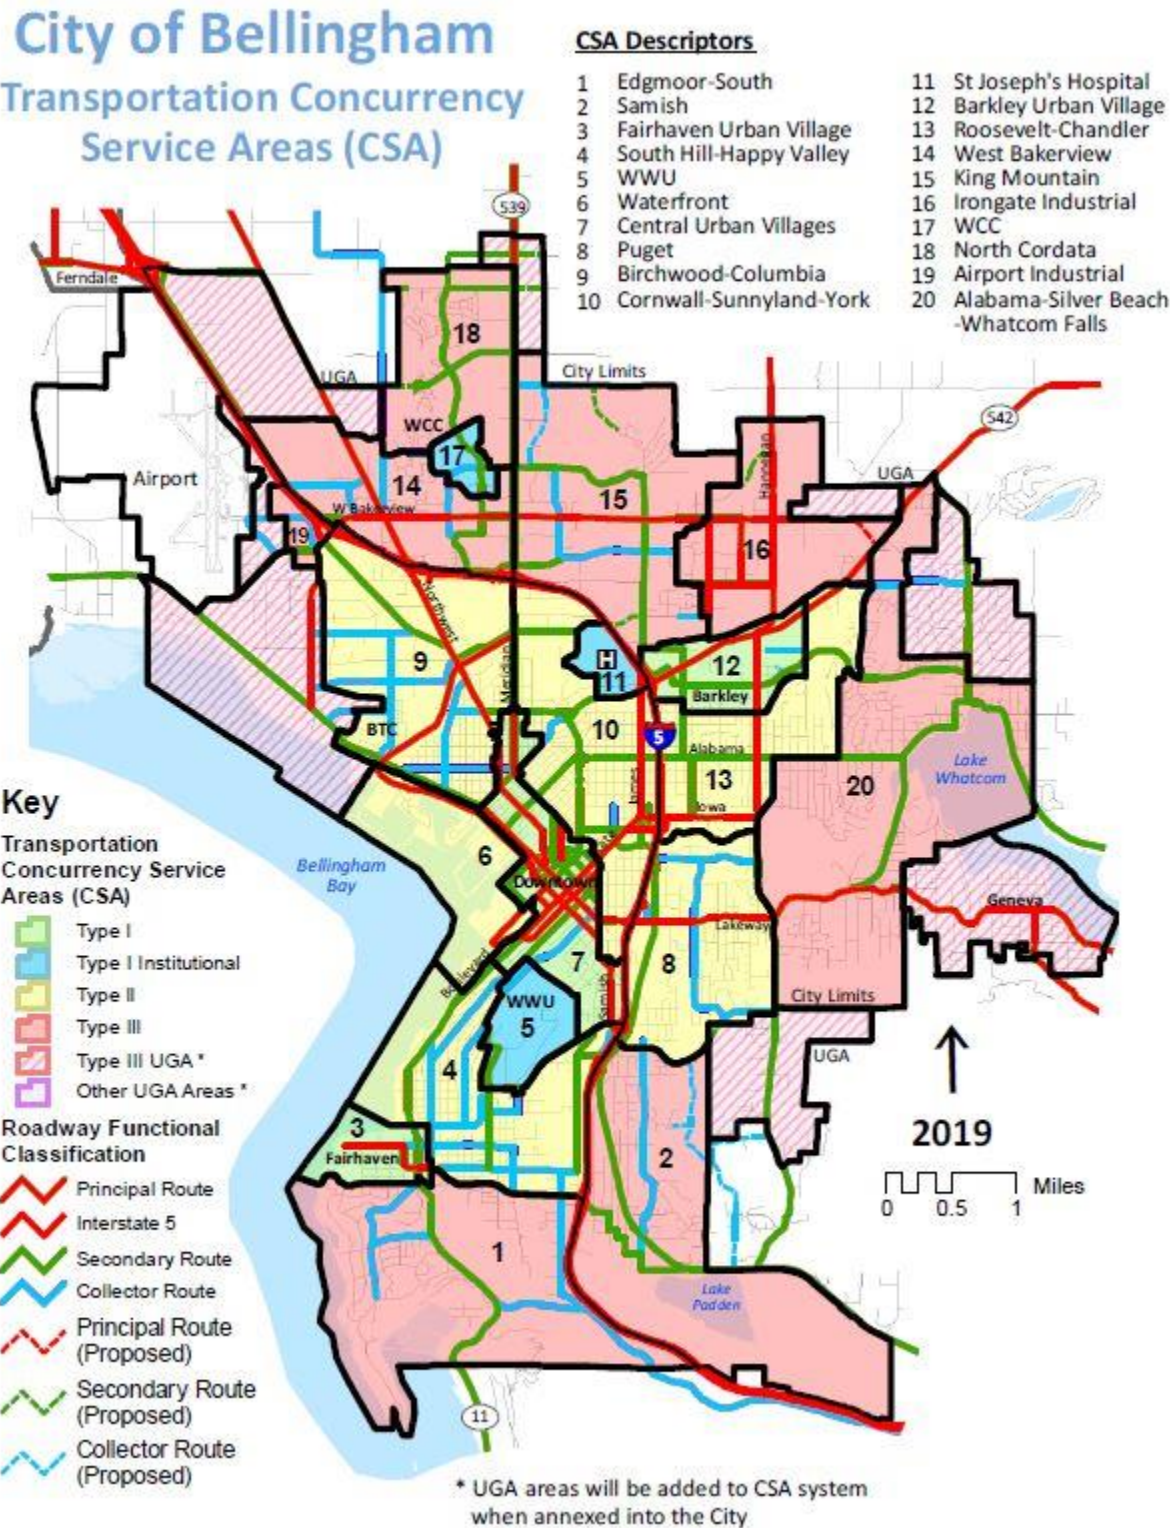 City of Bellingham
Transportation Concurrency
Service Areas (CSA)
CSA Descriptors
1 Edgmoor-South
2 Samish
3 Fairhaven Urban Village
4 South Hill-Happy Valley
5 WWU
6 Waterfront
7 Central Urban Villages
8 Puget
9 Birchwood-Columbia
10 Cornwall-Sunnyland-York
11 St Joseph's Hospital
12 Barkley Urban Village
13 Roosevelt-Chandler
14 West Bakerview
15 King Mountain
16 Irongate Industrial
17 WCC
18 North Cordata
19 Airport Industrial
20 Alabama-Silver Beach
-Whatcom Falls
539
Ferndale
18
UGA
City Limits
542
WCC
17
Airport
14
15
Hannegan
UGA
W Bakerview
19
16
Northwest
9
Meridian
H
11
12
Barkley
BTC
10
5
Alabama
13
James
Iowa
20
Lake
Whatcom
Key
Transportation
Concurrency Service
Areas (CSA)
Type I
Type I Institutional
Type II
Type III
Type III UGA *
Other UGA Areas *
Roadway Functional
Classification
Principal Route
Interstate 5
Secondary Route
Collector Route
Principal Route
(Proposed)
Secondary Route
(Proposed)
Collector Route
(Proposed)
Bellingham
Bay
6
Downtown
State
Geneva
Lakeway
Boulevard
7
8
WWU
5
Samish
City Limits
UGA
4
3
Fairhaven
2
2019
Miles
0 0.5 1
1
Lake
Padden
11
* UGA areas will be added to CSA system
when annexed into the City